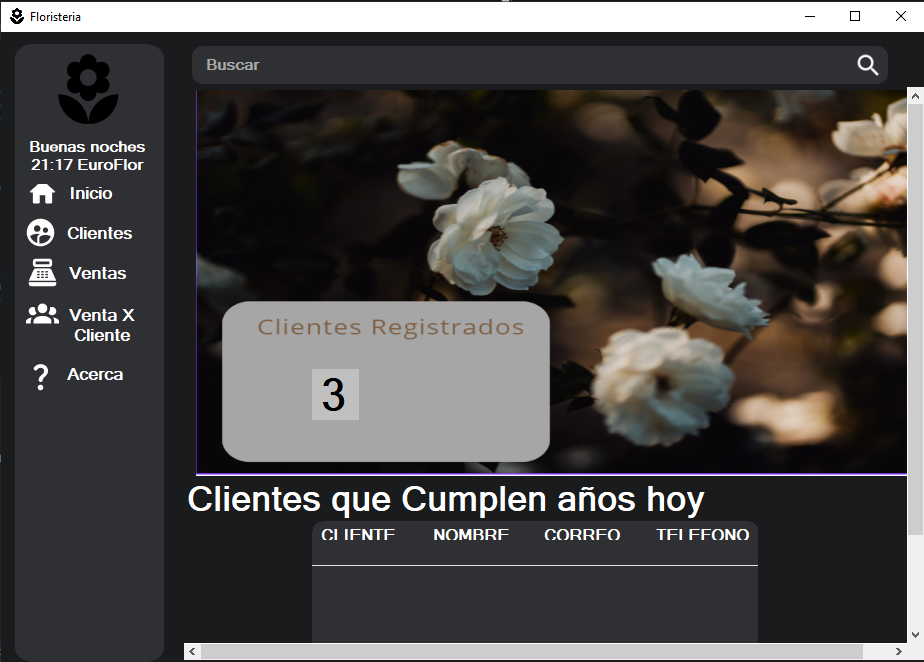 Floristeria
Buscar
Buenas noches
21:17 EuroFlor
Inicio
Clientes
Ventas
Venta X
Cliente
Acerca
Clientes Registrados
3
Clientes que Cumplen años hoy
CLIENTE NOMBRE CORREO TELEFONO